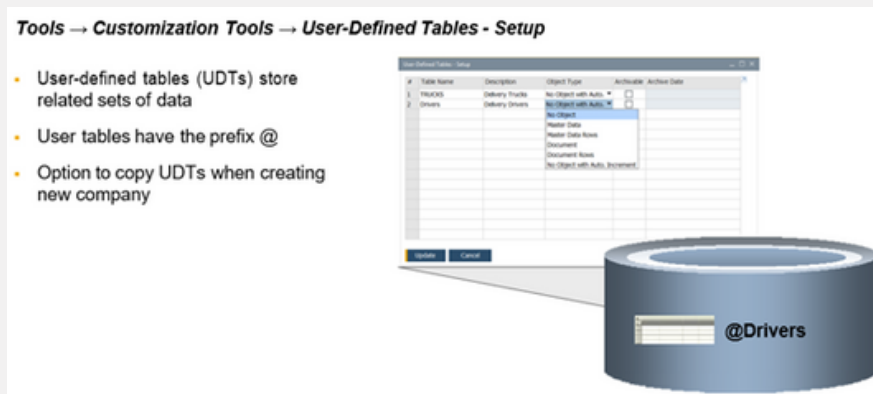 Tools → Customization Tools → User-Defined Tables - Setup
• User-defined tables (UDTs) store
related sets of data
• User tables have the prefix @
• Option to copy UDTs when creating
new company
User-Defined Tables - Setup
# Table Name Description Object Type Archivable Archive Date
1 TRUCKS Delivery Trucks No Object with Auto.
2 Drivers Delivery Drivers No Object with Auto.
No Object
Master Data
Master Data Rows
Document
Document Rows
No Object with Auto. Increment
Update Cancel
@Drivers